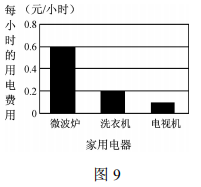 每小时的用电费用
(元/小时)
0.8
0.6
0.4
0.2
0
微波炉 洗衣机 电视机
家用电器
图 9